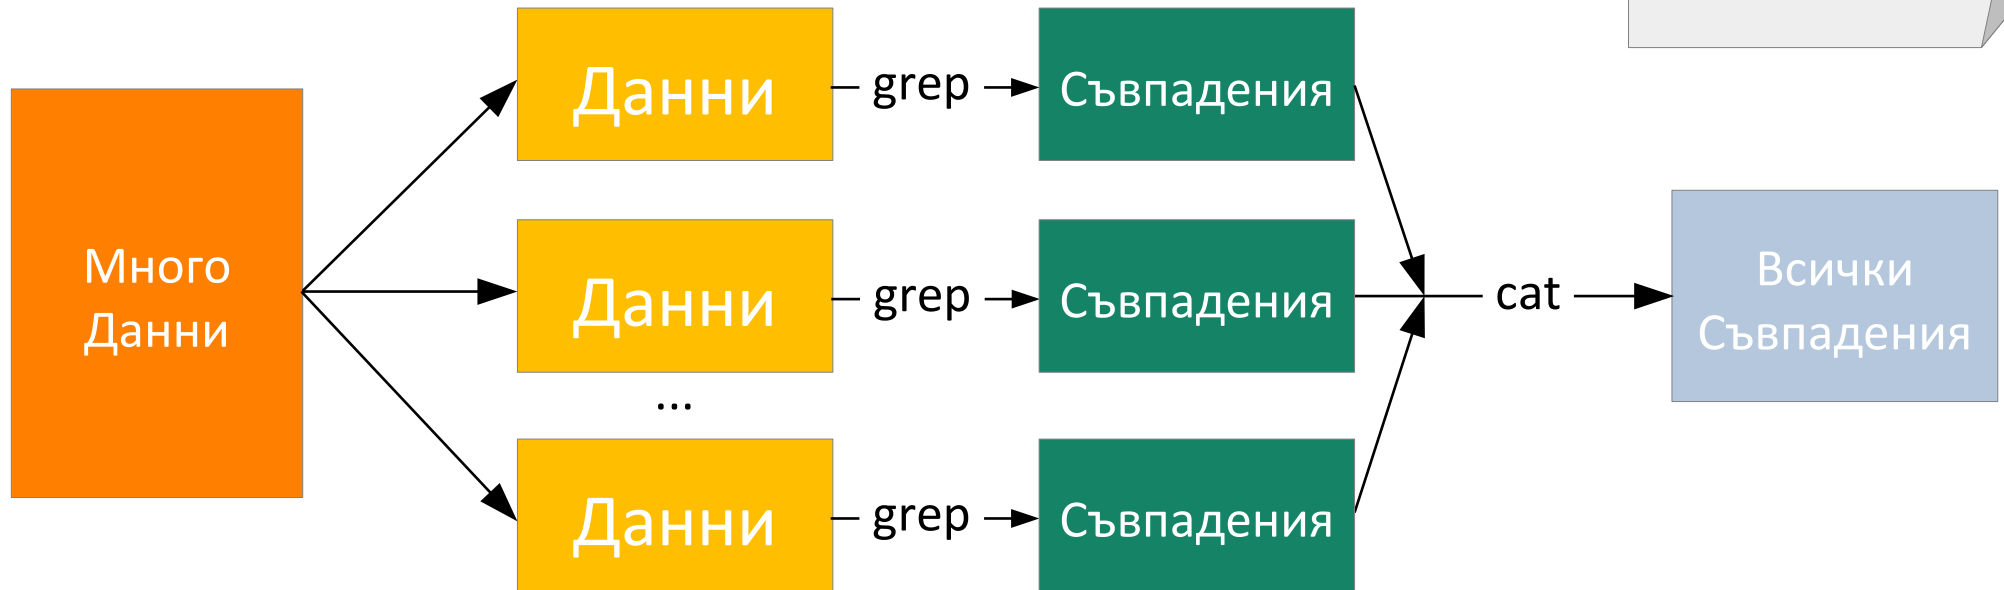 Много
Данни
Данни
grep
Съвпадения
Данни
grep
Съвпадения
...
Данни
grep
Съвпадения
cat
Всички
Съвпадения